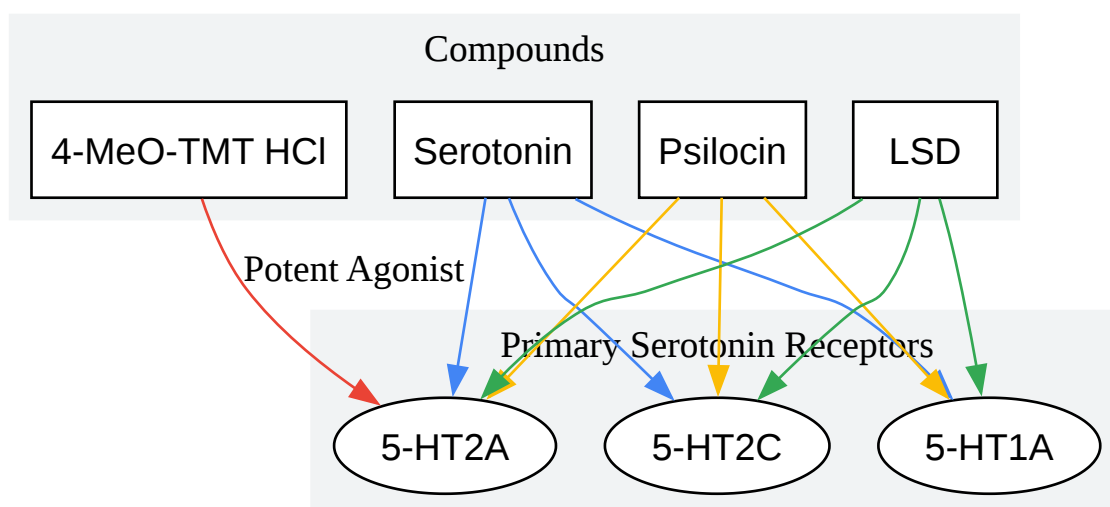 Compounds
4-MeO-TMT HCl
Serotonin
Psilocin
LSD
Potent Agonist
Primary Serotonin Receptors
5-HT2A
5-HT2C
5-HT1A